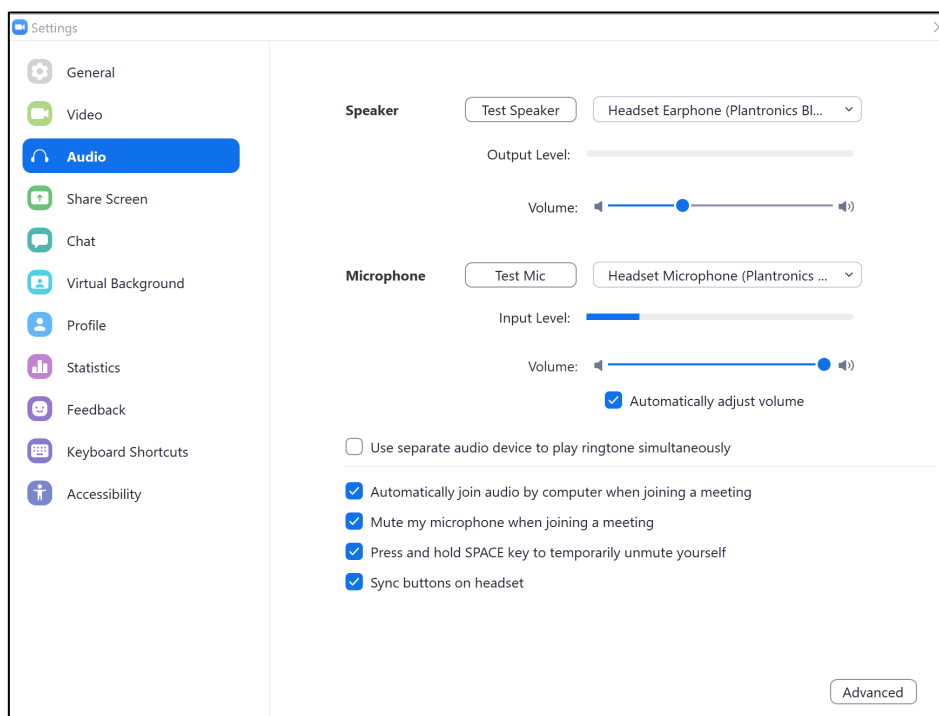 Settings
General
Video
Audio
Share Screen
Chat
Virtual Background
Profile
Statistics
Feedback
Keyboard Shortcuts
Accessibility
Speaker Test Speaker Headset Earphone (Plantronics Bl...
Output Level:
Volume:
Microphone Test Mic Headset Microphone (Plantronics ...
Input Level:
Volume:
Automatically adjust volume
Use separate audio device to play ringtone simultaneously
Automatically join audio by computer when joining a meeting
Mute my microphone when joining a meeting
Press and hold SPACE key to temporarily unmute yourself
Sync buttons on headset
Advanced